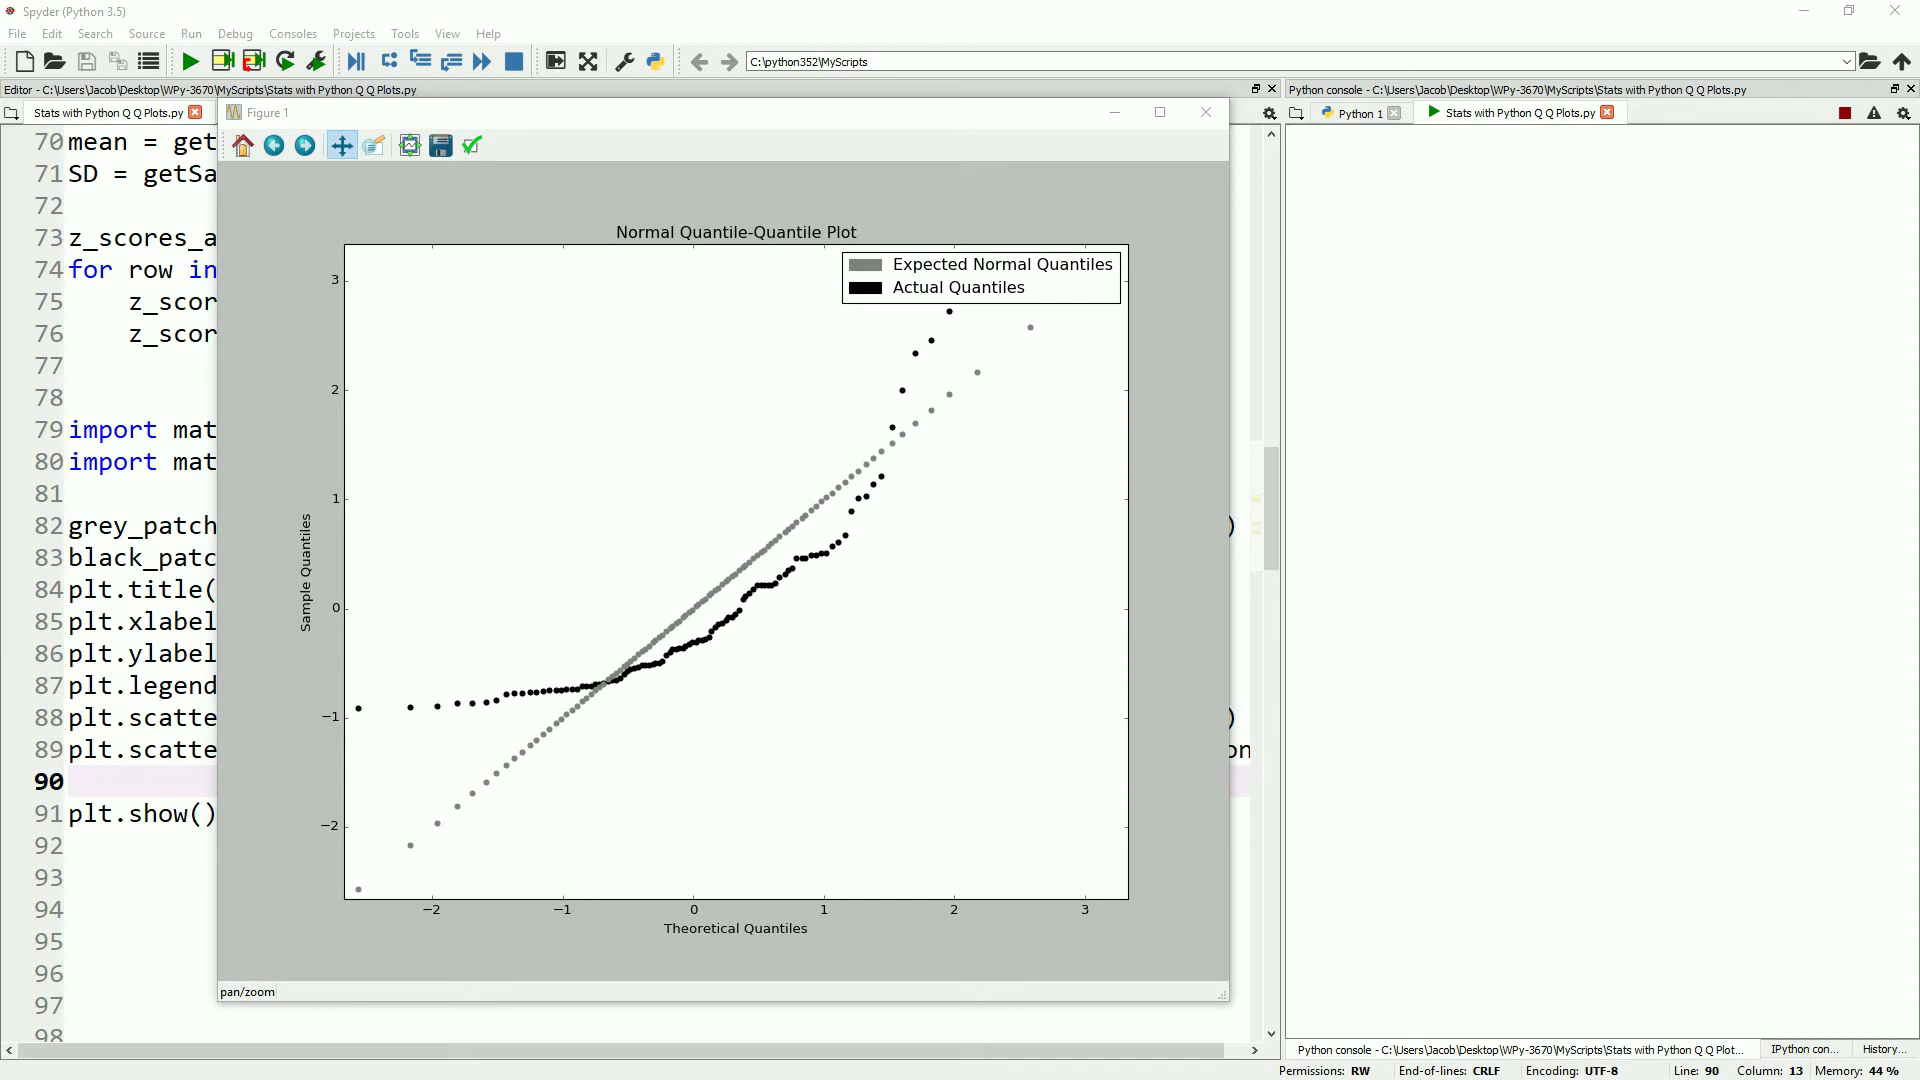 Spyder (Python 3.5)
File Edit Search Source Run Debug Consoles Projects Tools View Help
C:\python352\MyScripts
Editor - C:\Users\Jacob\Desktop\WPy-3670\MyScripts\Stats with Python Q Q Plots.py
Python console - C:\Users\Jacob\Desktop\WPy-3670\MyScripts\Stats with Python Q Q Plots.py
Stats with Python Q Q Plots.py
Figure 1
Python 1
Stats with Python Q Q Plots.py
70 mean = get
71 SD = getSa
72
73 z_scores_a
74 for row in
75 z_scor
76 z_scor
77
78
79 import mat
80 import mat
81
82 grey_patch )
83 black_patc
84 plt.title(
85 plt.xlabel
86 plt.ylabel
87 plt.legend
88 plt.scatte )
89 plt.scatte on
90
91 plt.show()
92
93
94
95
96
97
98
Normal Quantile-Quantile Plot
Expected Normal Quantiles
Actual Quantiles
3
2
1
0
−1
−2
Sample Quantiles
−2 −1 0 1 2 3
Theoretical Quantiles
pan/zoom
Python console - C:\Users\Jacob\Desktop\WPy-3670\MyScripts\Stats with Python Q Q Plot...
IPython con...
History...
Permissions: RW End-of-lines: CRLF Encoding: UTF-8 Line: 90 Column: 13 Memory: 44 %